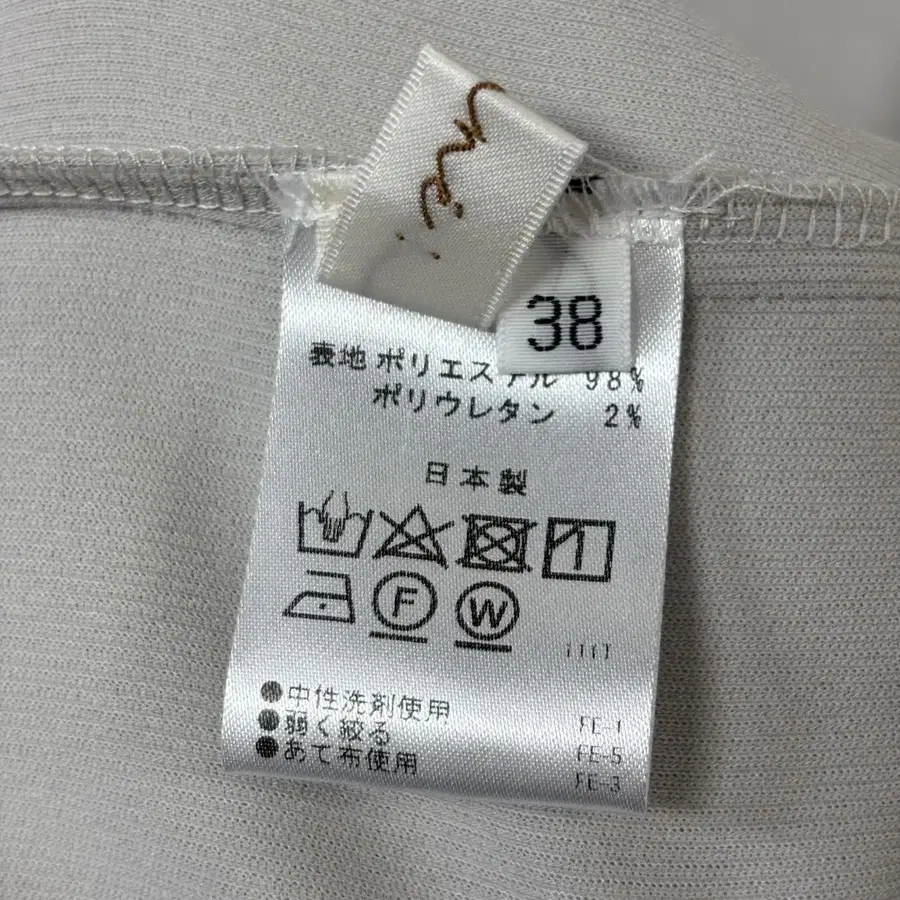 38
表地 ポリエステル 98%
ポリウレタン 2%
日本製
F W
中性洗剤使用 FE-1
弱く絞る FE-5
あて布使用 FE-3